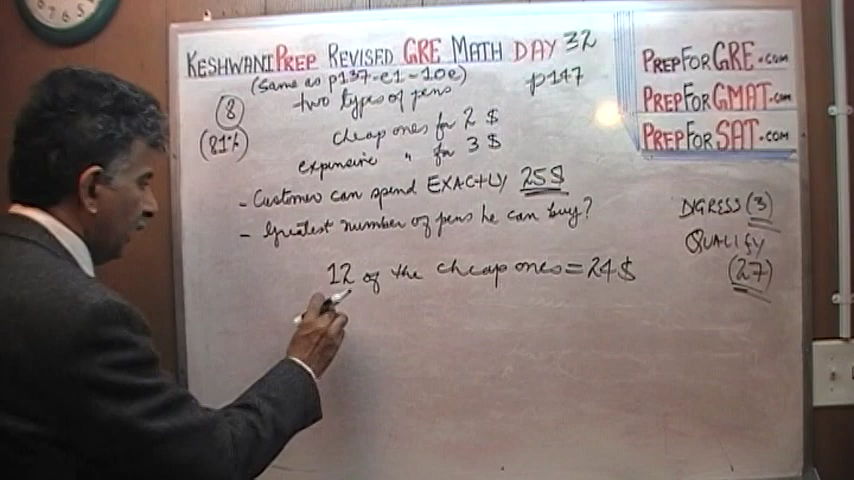 KESHWANIPREP REVISED GRE MATH DAY 32
(Same as p137-e1-10e) p147
8 two types of pens
(81%) cheap ones for 2 $
expensive " for 3 $
- Customer can spend EXACTLY 25$
- Greatest number of pens he can buy?
12 of the cheap ones = 24 $
PREPFORGRE.com
PREPFORGMAT.com
PREPFORSAT.com
DIGRESS (3)
QUALIFY
(27)